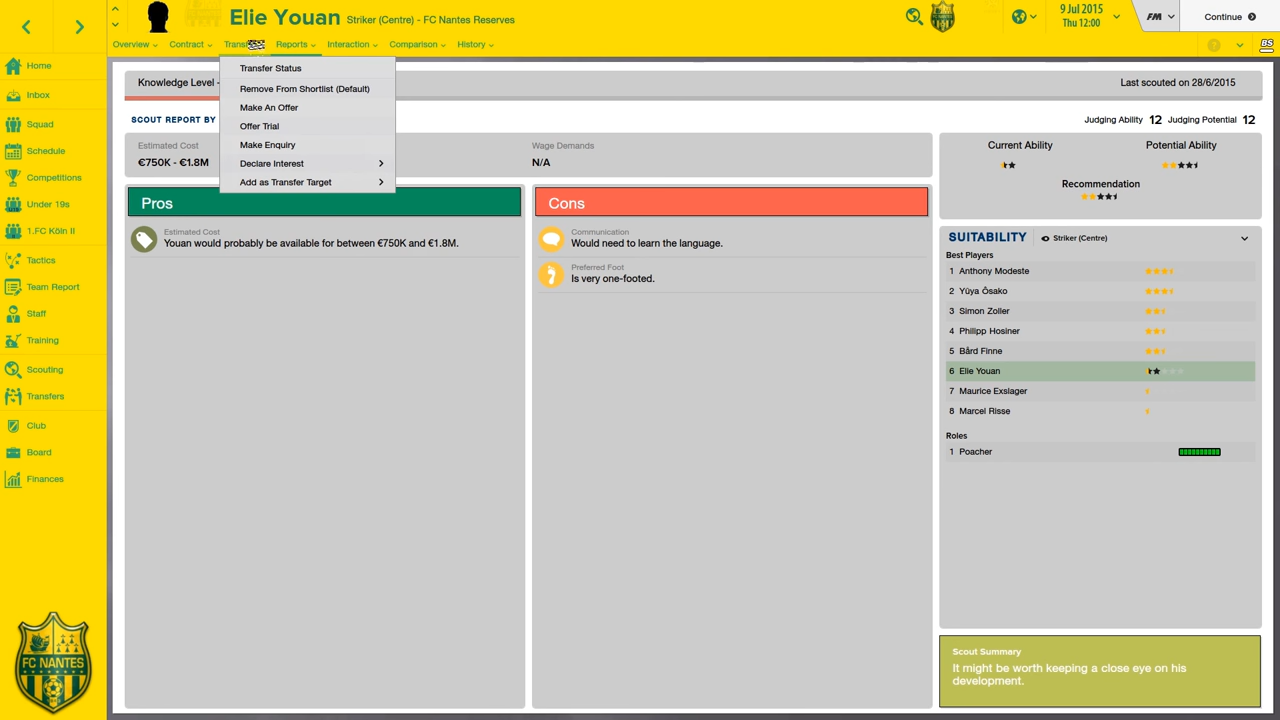 Elie Youan Striker (Centre) - FC Nantes Reserves
9 Jul 2015
Thu 12:00
FM
Continue
Overview Contract Reports Interaction Comparison History
? BS
Home
Inbox
Squad
Schedule
Competitions
Under 19s
1.FC Köln II
Tactics
Team Report
Staff
Training
Scouting
Transfers
Club
Board
Finances
FC NANTES
Transfer Status
Remove From Shortlist (Default)
Make An Offer
Offer Trial
Make Enquiry
Declare Interest
Add as Transfer Target
Knowledge Level -
Last scouted on 28/6/2015
SCOUT REPORT BY
Judging Ability 12 Judging Potential 12
Estimated Cost
€750K - €1.8M
Wage Demands
N/A
Pros
Estimated Cost
Youan would probably be available for between €750K and €1.8M.
Cons
Communication
Would need to learn the language.
Preferred Foot
Is very one-footed.
Current Ability
Potential Ability
Recommendation
SUITABILITY Striker (Centre)
Best Players
1 Anthony Modeste
2 Yūya Ōsako
3 Simon Zoller
4 Philipp Hosiner
5 Bård Finne
6 Elie Youan
7 Maurice Exslager
8 Marcel Risse
Roles
1 Poacher
Scout Summary
It might be worth keeping a close eye on his
development.